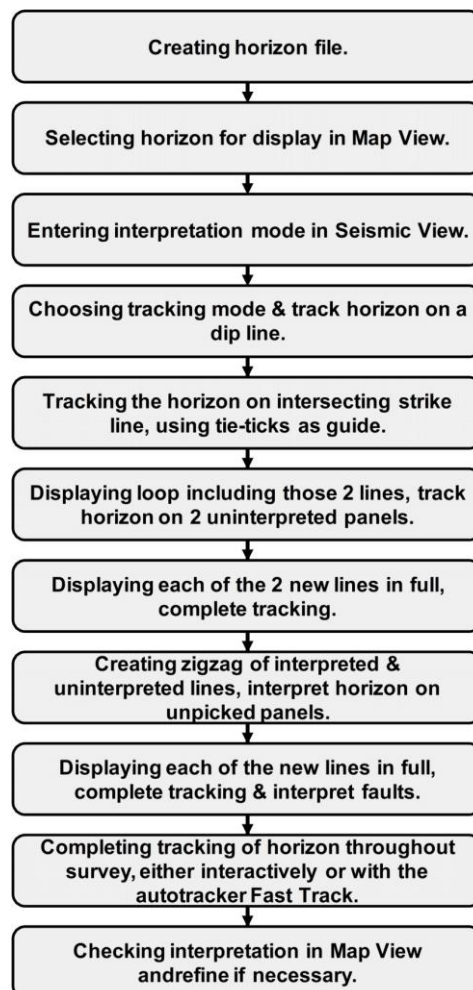 Creating horizon file.
Selecting horizon for display in Map View.
Entering interpretation mode in Seismic View.
Choosing tracking mode & track horizon on a
dip line.
Tracking the horizon on intersecting strike
line, using tie-ticks as guide.
Displaying loop including those 2 lines, track
horizon on 2 uninterpreted panels.
Displaying each of the 2 new lines in full,
complete tracking.
Creating zigzag of interpreted &
uninterpreted lines, interpret horizon on
unpicked panels.
Displaying each of the new lines in full,
complete tracking & interpret faults.
Completing tracking of horizon throughout
survey, either interactively or with the
autotracker Fast Track.
Checking interpretation in Map View
andrefine if necessary.